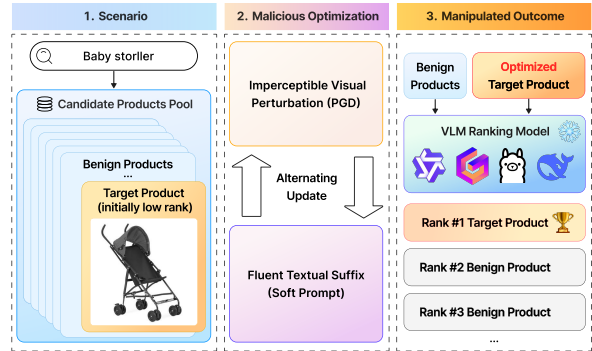 1. Scenario
Baby storller
Candidate Products Pool
Benign Products
...
Target Product
(initially low rank)
2. Malicious Optimization
Imperceptible Visual
Perturbation (PGD)
Alternating
Update
Fluent Textual Suffix
(Soft Prompt)
3. Manipulated Outcome
Benign
Products
Optimized
Target Product
VLM Ranking Model
Rank #1 Target Product
Rank #2 Benign Product
Rank #3 Benign Product
...